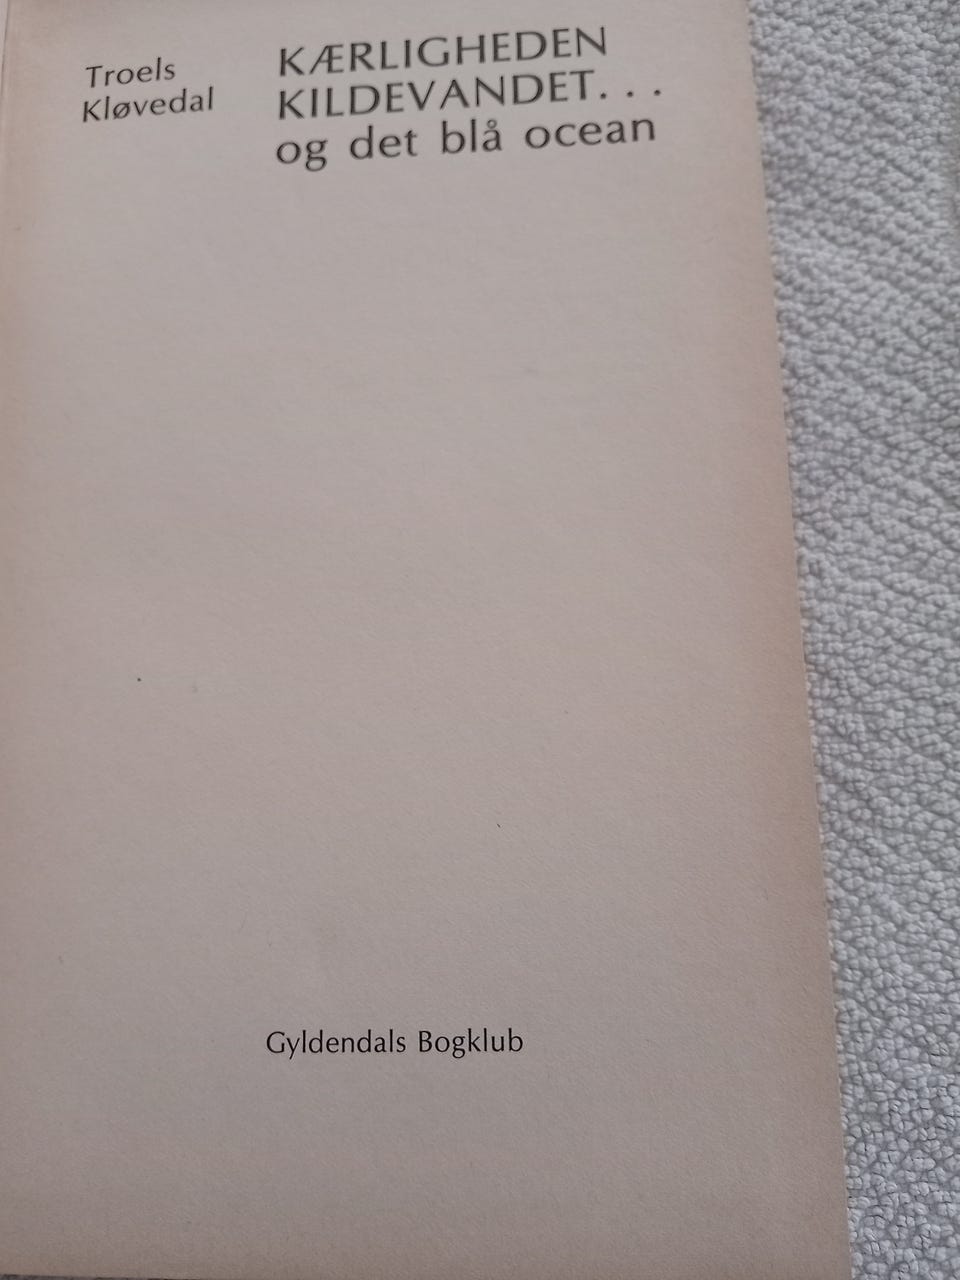 Troels
Kløvedal
KÆRLIGHEDEN
KILDEVANDET...
og det blå ocean
Gyldendals Bogklub